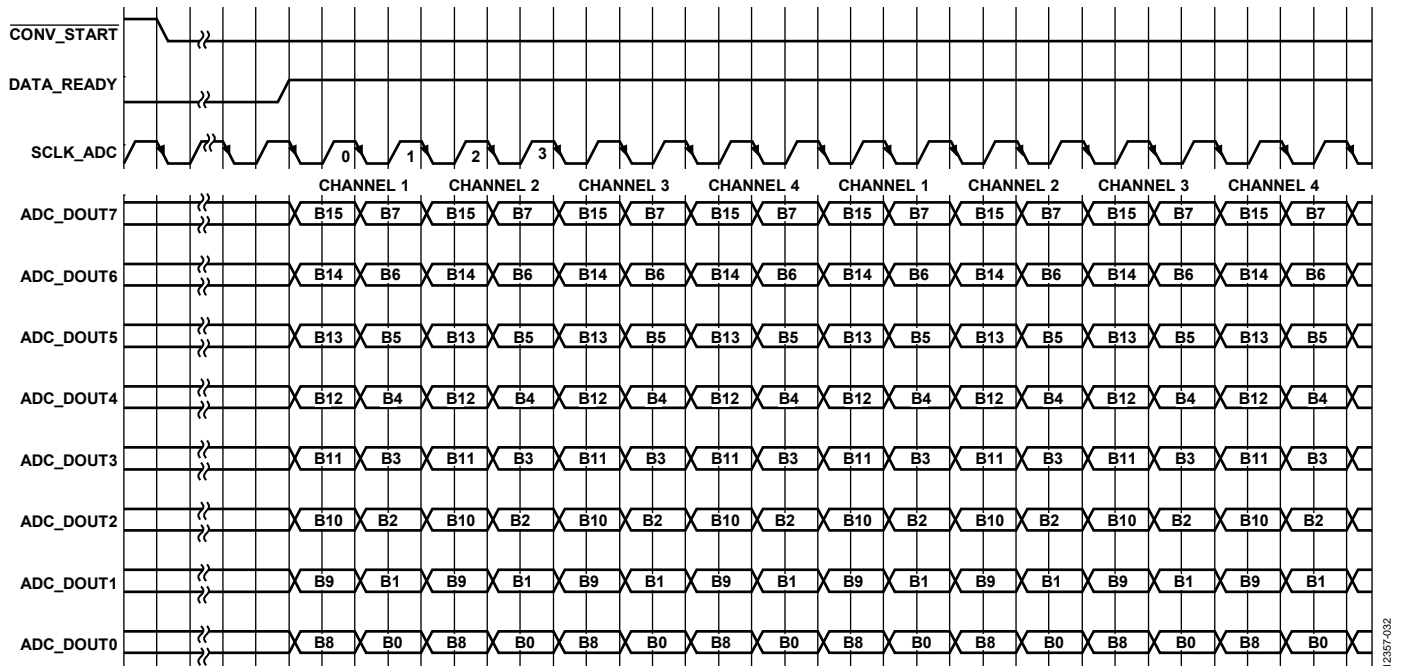 CONV_START
DATA_READY
SCLK_ADC 0 1 2 3
CHANNEL 1 CHANNEL 2 CHANNEL 3 CHANNEL 4 CHANNEL 1 CHANNEL 2 CHANNEL 3 CHANNEL 4
ADC_DOUT7 B15 B7 B15 B7 B15 B7 B15 B7 B15 B7 B15 B7 B15 B7 B15 B7
ADC_DOUT6 B14 B6 B14 B6 B14 B6 B14 B6 B14 B6 B14 B6 B14 B6 B14 B6
ADC_DOUT5 B13 B5 B13 B5 B13 B5 B13 B5 B13 B5 B13 B5 B13 B5 B13 B5
ADC_DOUT4 B12 B4 B12 B4 B12 B4 B12 B4 B12 B4 B12 B4 B12 B4 B12 B4
ADC_DOUT3 B11 B3 B11 B3 B11 B3 B11 B3 B11 B3 B11 B3 B11 B3 B11 B3
ADC_DOUT2 B10 B2 B10 B2 B10 B2 B10 B2 B10 B2 B10 B2 B10 B2 B10 B2
ADC_DOUT1 B9 B1 B9 B1 B9 B1 B9 B1 B9 B1 B9 B1 B9 B1 B9 B1
ADC_DOUT0 B8 B0 B8 B0 B8 B0 B8 B0 B8 B0 B8 B0 B8 B0 B8 B0
12357-032